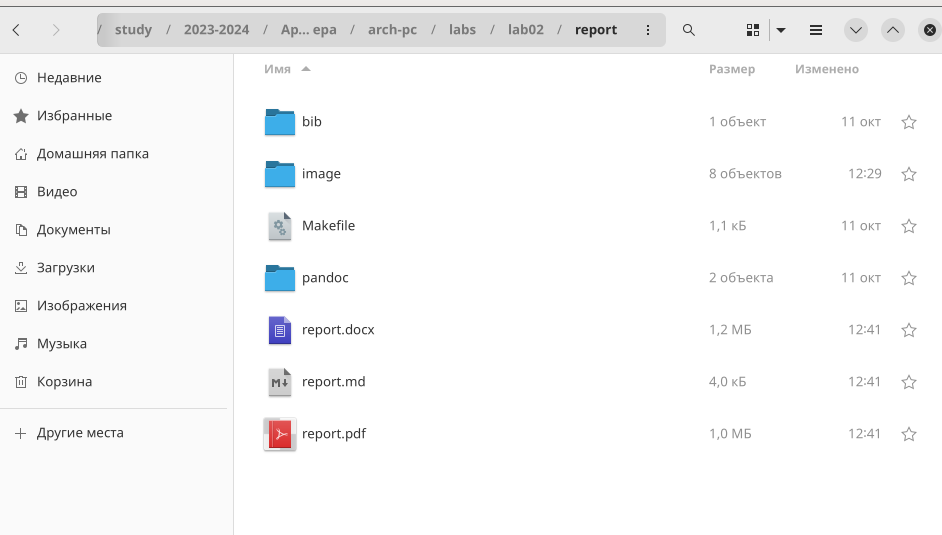 / study / 2023-2024 / Ap... epa / arch-pc / labs / lab02 / report
Недавние
Избранные
Домашняя папка
Видео
Документы
Загрузки
Изображения
Музыка
Корзина
Другие места
Имя Размер Изменено
bib 1 объект 11 окт
image 8 объектов 12:29
Makefile 1,1 кБ 11 окт
pandoc 2 объекта 11 окт
report.docx 1,2 МБ 12:41
report.md 4,0 кБ 12:41
report.pdf 1,0 МБ 12:41